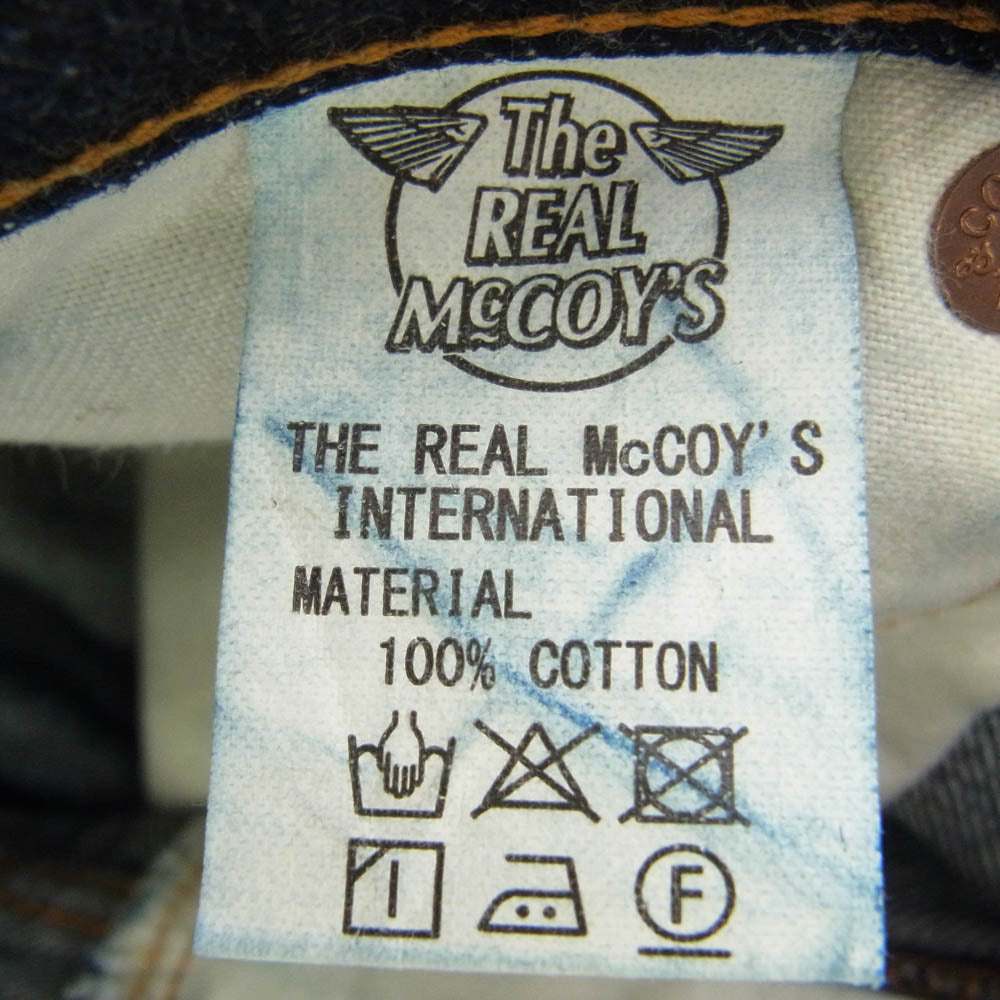 The
REAL
McCOY'S
THE REAL McCOY'S
INTERNATIONAL
MATERIAL
100% COTTON
F